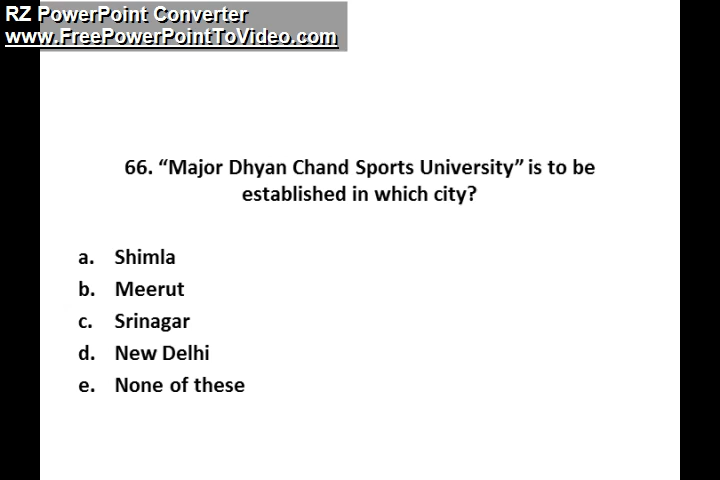 RZ PowerPoint Converter
www.FreePowerPointToVideo.com
66. “Major Dhyan Chand Sports University” is to be
established in which city?
a. Shimla
b. Meerut
c. Srinagar
d. New Delhi
e. None of these